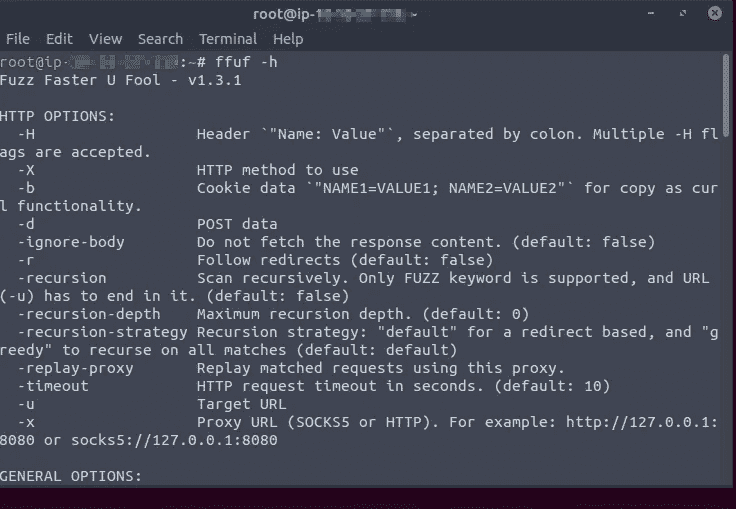 root@ip-
File Edit View Search Terminal Help
root@ip- :~# ffuf -h
Fuzz Faster U Fool - v1.3.1
HTTP OPTIONS:
-H Header `"Name: Value"`, separated by colon. Multiple -H fl
ags are accepted.
-X HTTP method to use
-b Cookie data `"NAME1=VALUE1; NAME2=VALUE2"` for copy as cur
l functionality.
-d POST data
-ignore-body Do not fetch the response content. (default: false)
-r Follow redirects (default: false)
-recursion Scan recursively. Only FUZZ keyword is supported, and URL
(-u) has to end in it. (default: false)
-recursion-depth Maximum recursion depth. (default: 0)
-recursion-strategy Recursion strategy: "default" for a redirect based, and "g
reedy" to recurse on all matches (default: default)
-replay-proxy Replay matched requests using this proxy.
-timeout HTTP request timeout in seconds. (default: 10)
-u Target URL
-x Proxy URL (SOCKS5 or HTTP). For example: http://127.0.0.1:
8080 or socks5://127.0.0.1:8080
GENERAL OPTIONS: